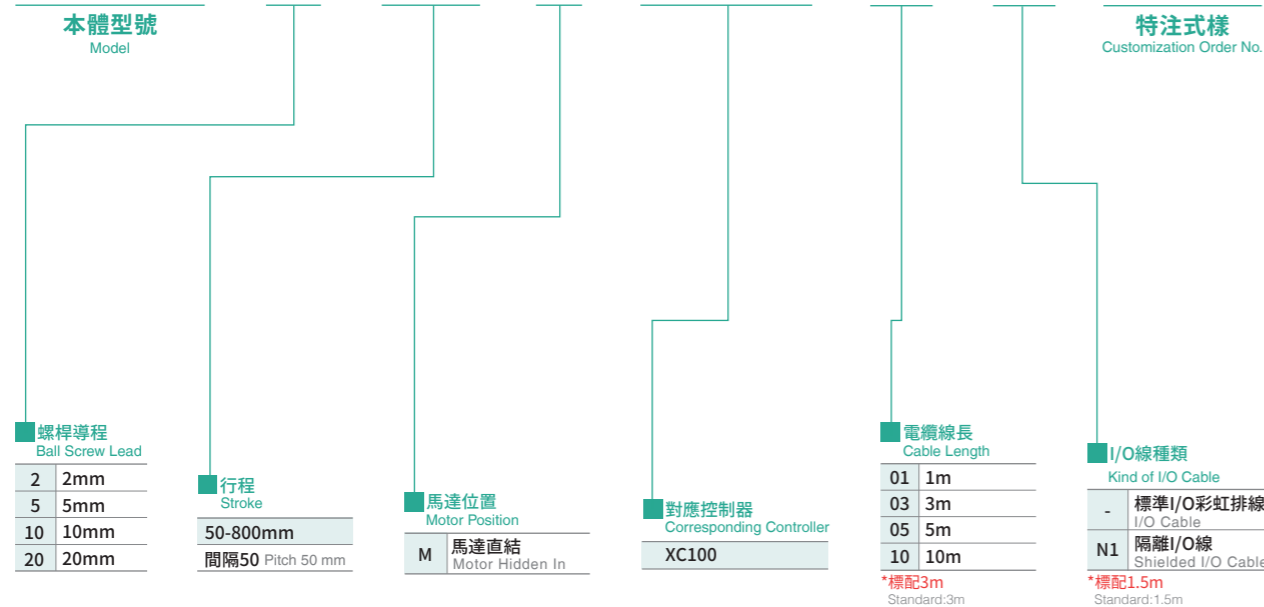 本體型號
Model
特注式樣
Customization Order No.
螺桿導程
Ball Screw Lead
2 2mm
5 5mm
10 10mm
20 20mm
行程
Stroke
50-800mm
間隔50 Pitch 50 mm
馬達位置
Motor Position
M 馬達直結
Motor Hidden In
對應控制器
Corresponding Controller
XC100
電纜線長
Cable Length
01 1m
03 3m
05 5m
10 10m
*標配3m
Standard:3m
I/O線種類
Kind of I/O Cable
- 標準I/O彩虹排線
I/O Cable
N1 隔離I/O線
Shielded I/O Cable
*標配1.5m
Standard:1.5m